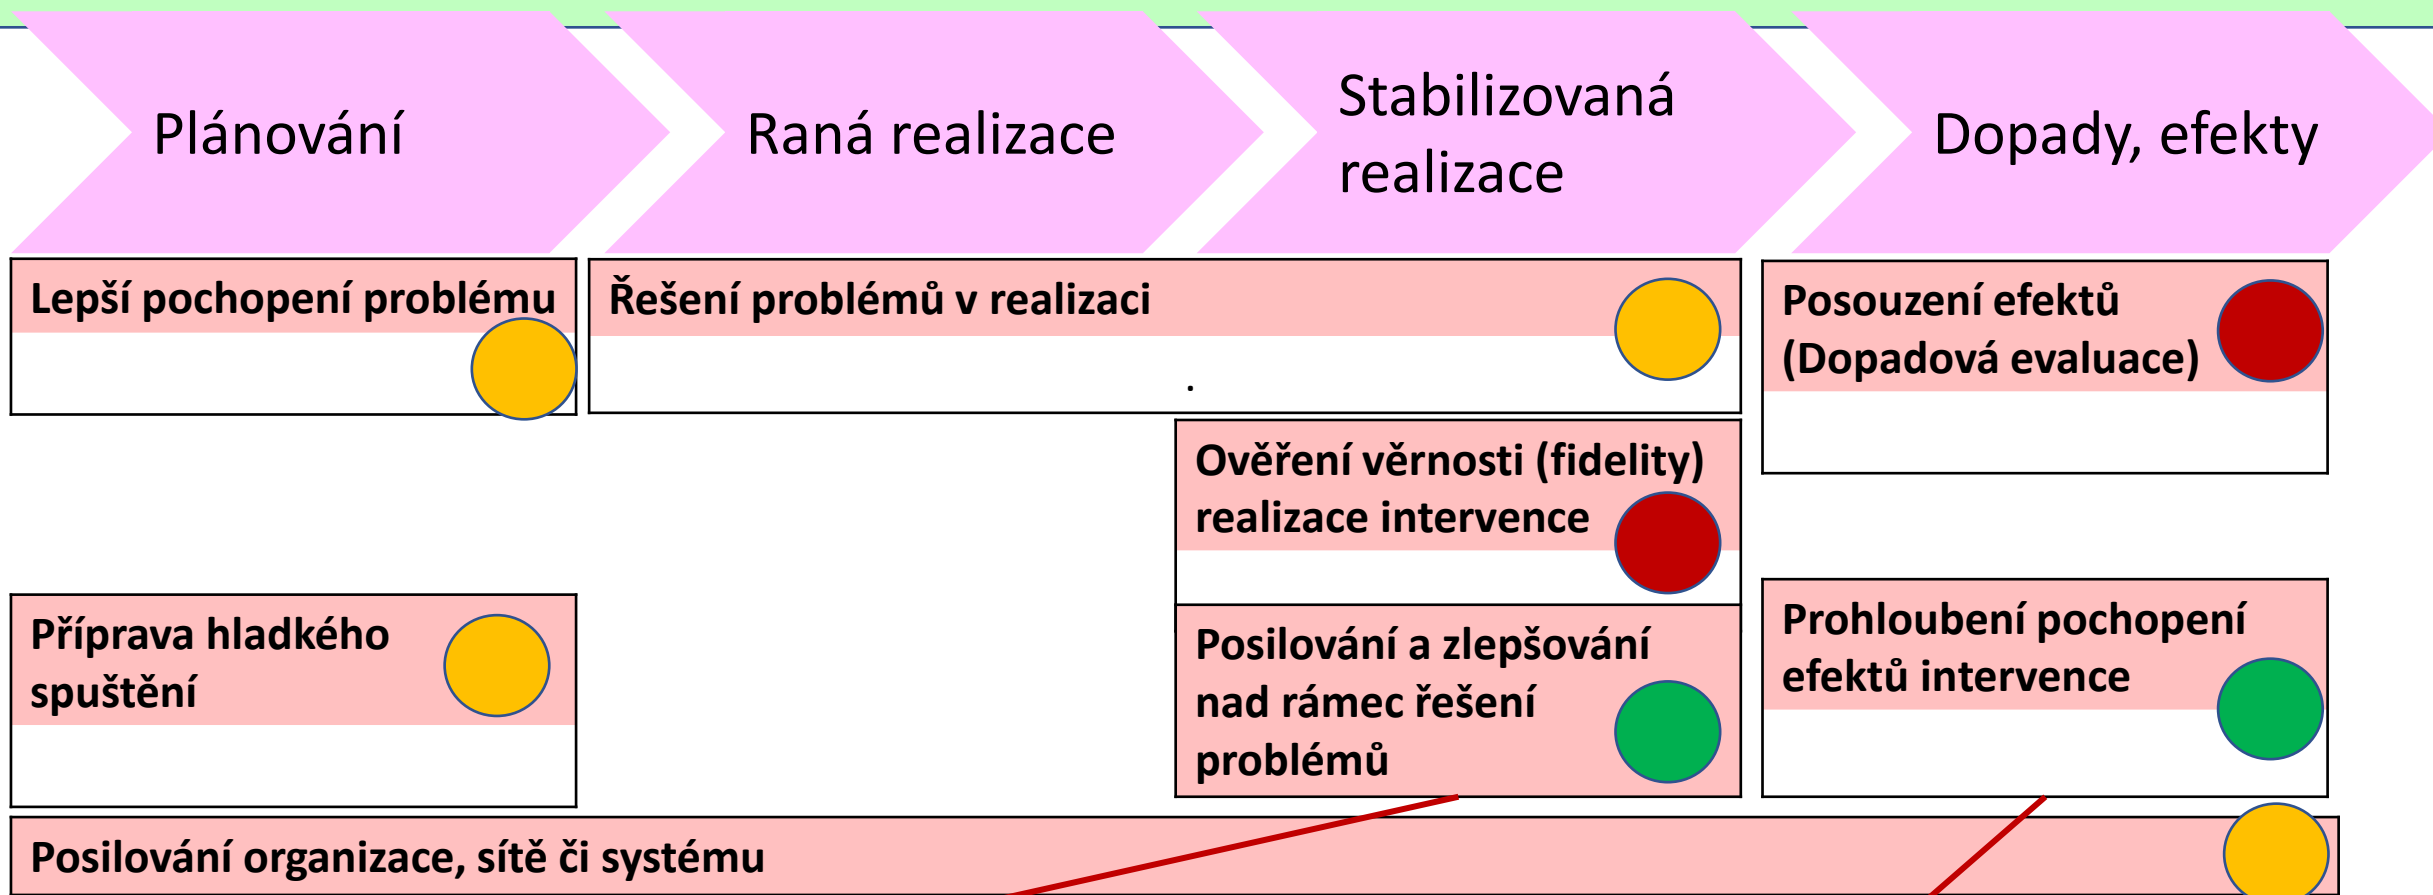 Plánování
Raná realizace
Stabilizovaná
realizace
Dopady, efekty
Lepší pochopení problému
Řešení problémů v realizaci
.
Posouzení efektů
(Dopadová evaluace)
Ověření věrnosti (fidelity)
realizace intervence
Příprava hladkého
spuštění
Posilování a zlepšování
nad rámec řešení
problémů
Prohloubení pochopení
efektů intervence
Posilování organizace, sítě či systému